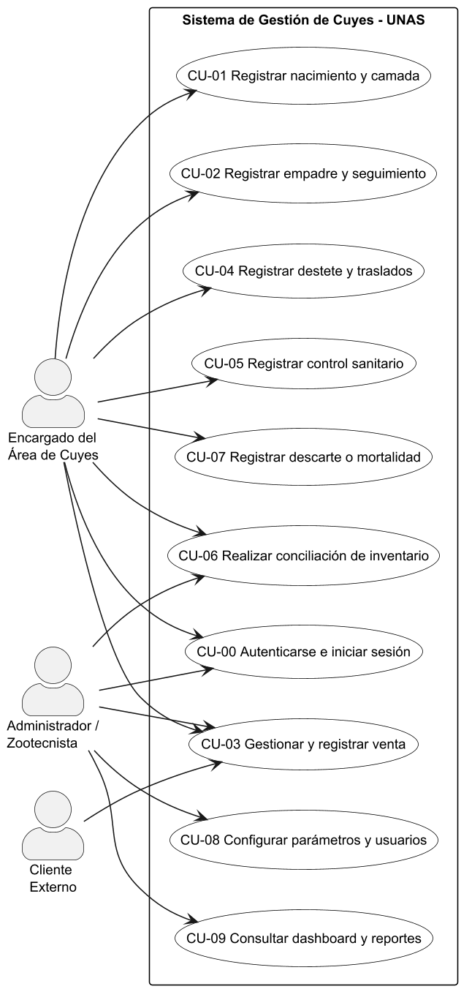 Sistema de Gestión de Cuyes - UNAS
CU-01 Registrar nacimiento y camada
CU-02 Registrar empadre y seguimiento
CU-04 Registrar destete y traslados
CU-05 Registrar control sanitario
Encargado del
Área de Cuyes
CU-07 Registrar descarte o mortalidad
CU-06 Realizar conciliación de inventario
CU-00 Autenticarse e iniciar sesión
Administrador /
Zootecnista
CU-03 Gestionar y registrar venta
CU-08 Configurar parámetros y usuarios
Cliente
Externo
CU-09 Consultar dashboard y reportes